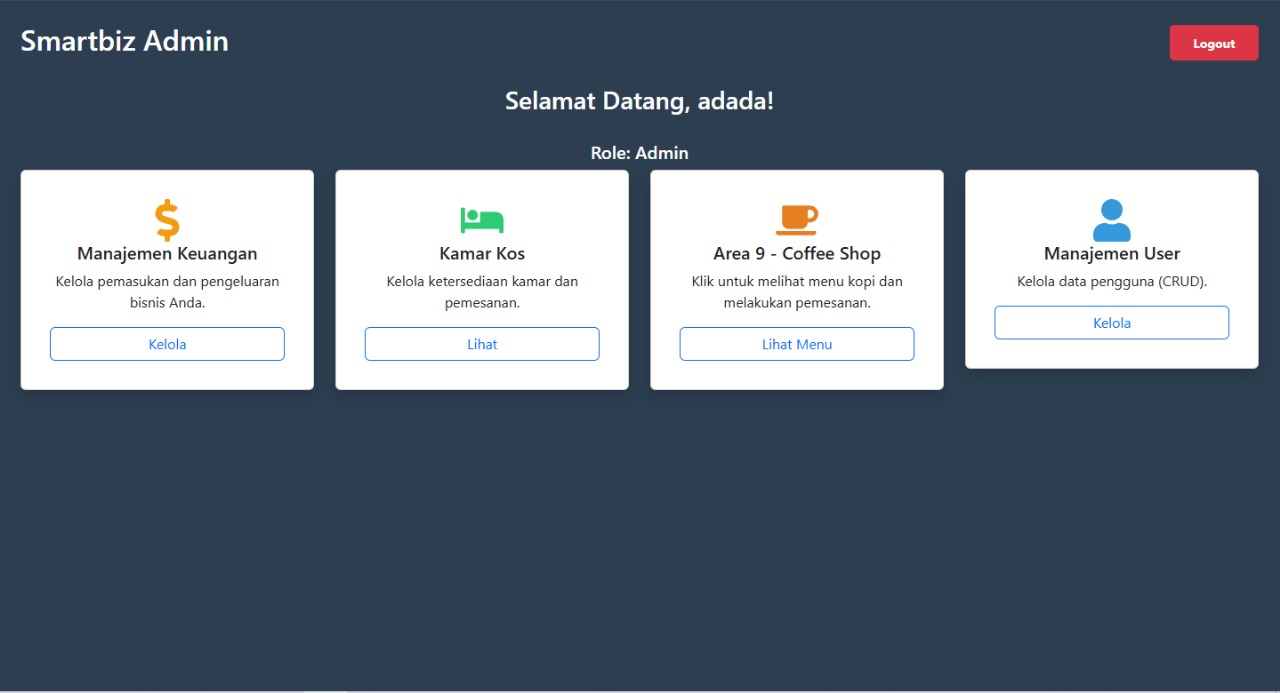 Smartbiz Admin
Logout
Selamat Datang, adada!
Role: Admin
Manajemen Keuangan
Kelola pemasukan dan pengeluaran
bisnis Anda.
Kelola
Kamar Kos
Kelola ketersediaan kamar dan
pemesanan.
Lihat
Area 9 - Coffee Shop
Klik untuk melihat menu kopi dan
melakukan pemesanan.
Lihat Menu
Manajemen User
Kelola data pengguna (CRUD).
Kelola